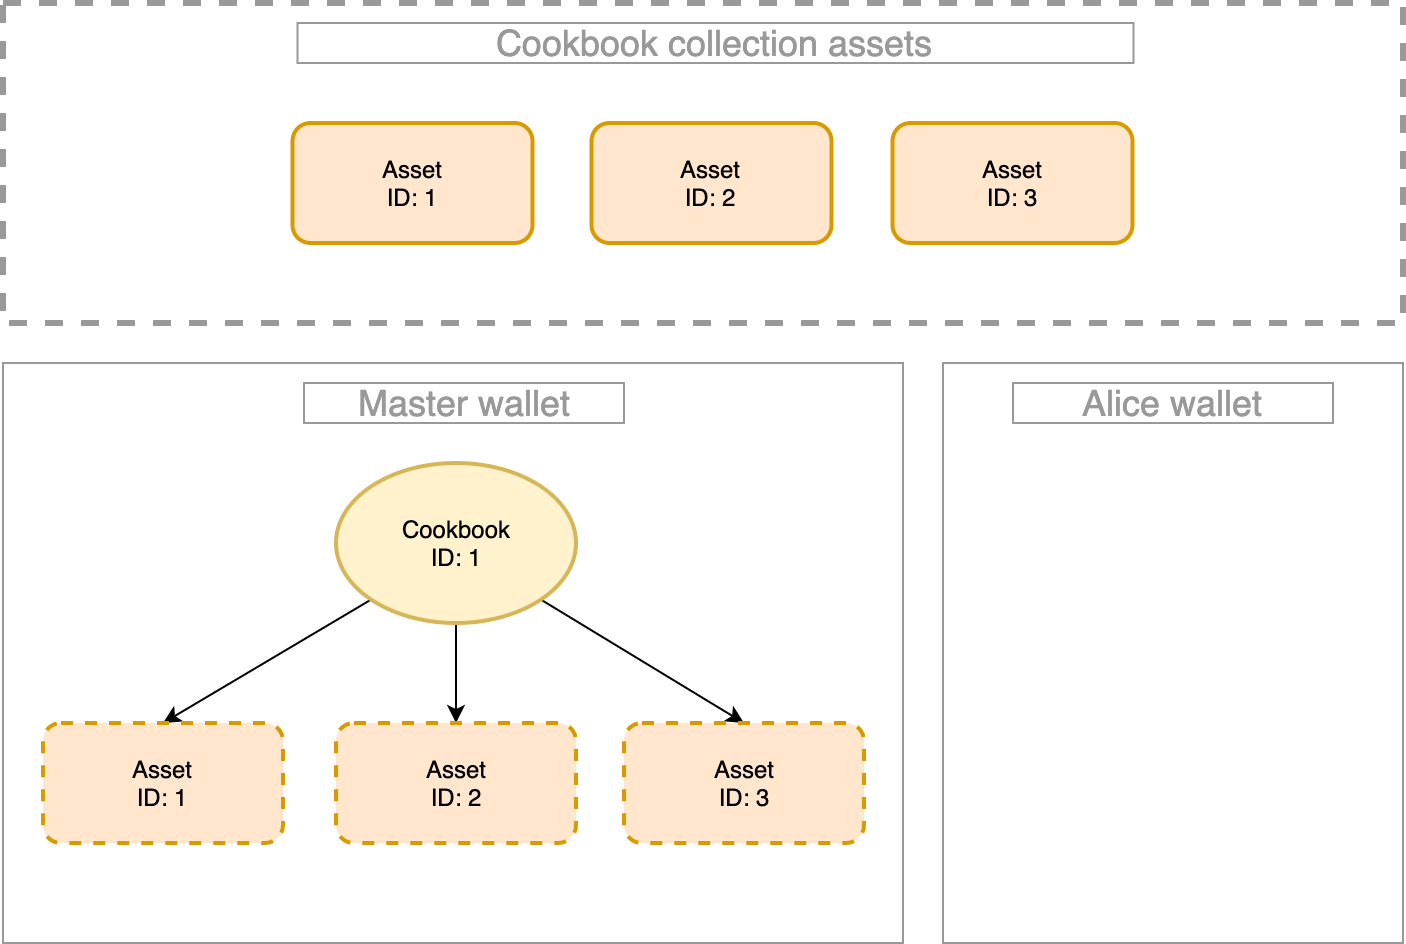 Cookbook collection assets
Asset
ID: 1
Asset
ID: 2
Asset
ID: 3
Master wallet
Alice wallet
Cookbook
ID: 1
Asset
ID: 1
Asset
ID: 2
Asset
ID: 3